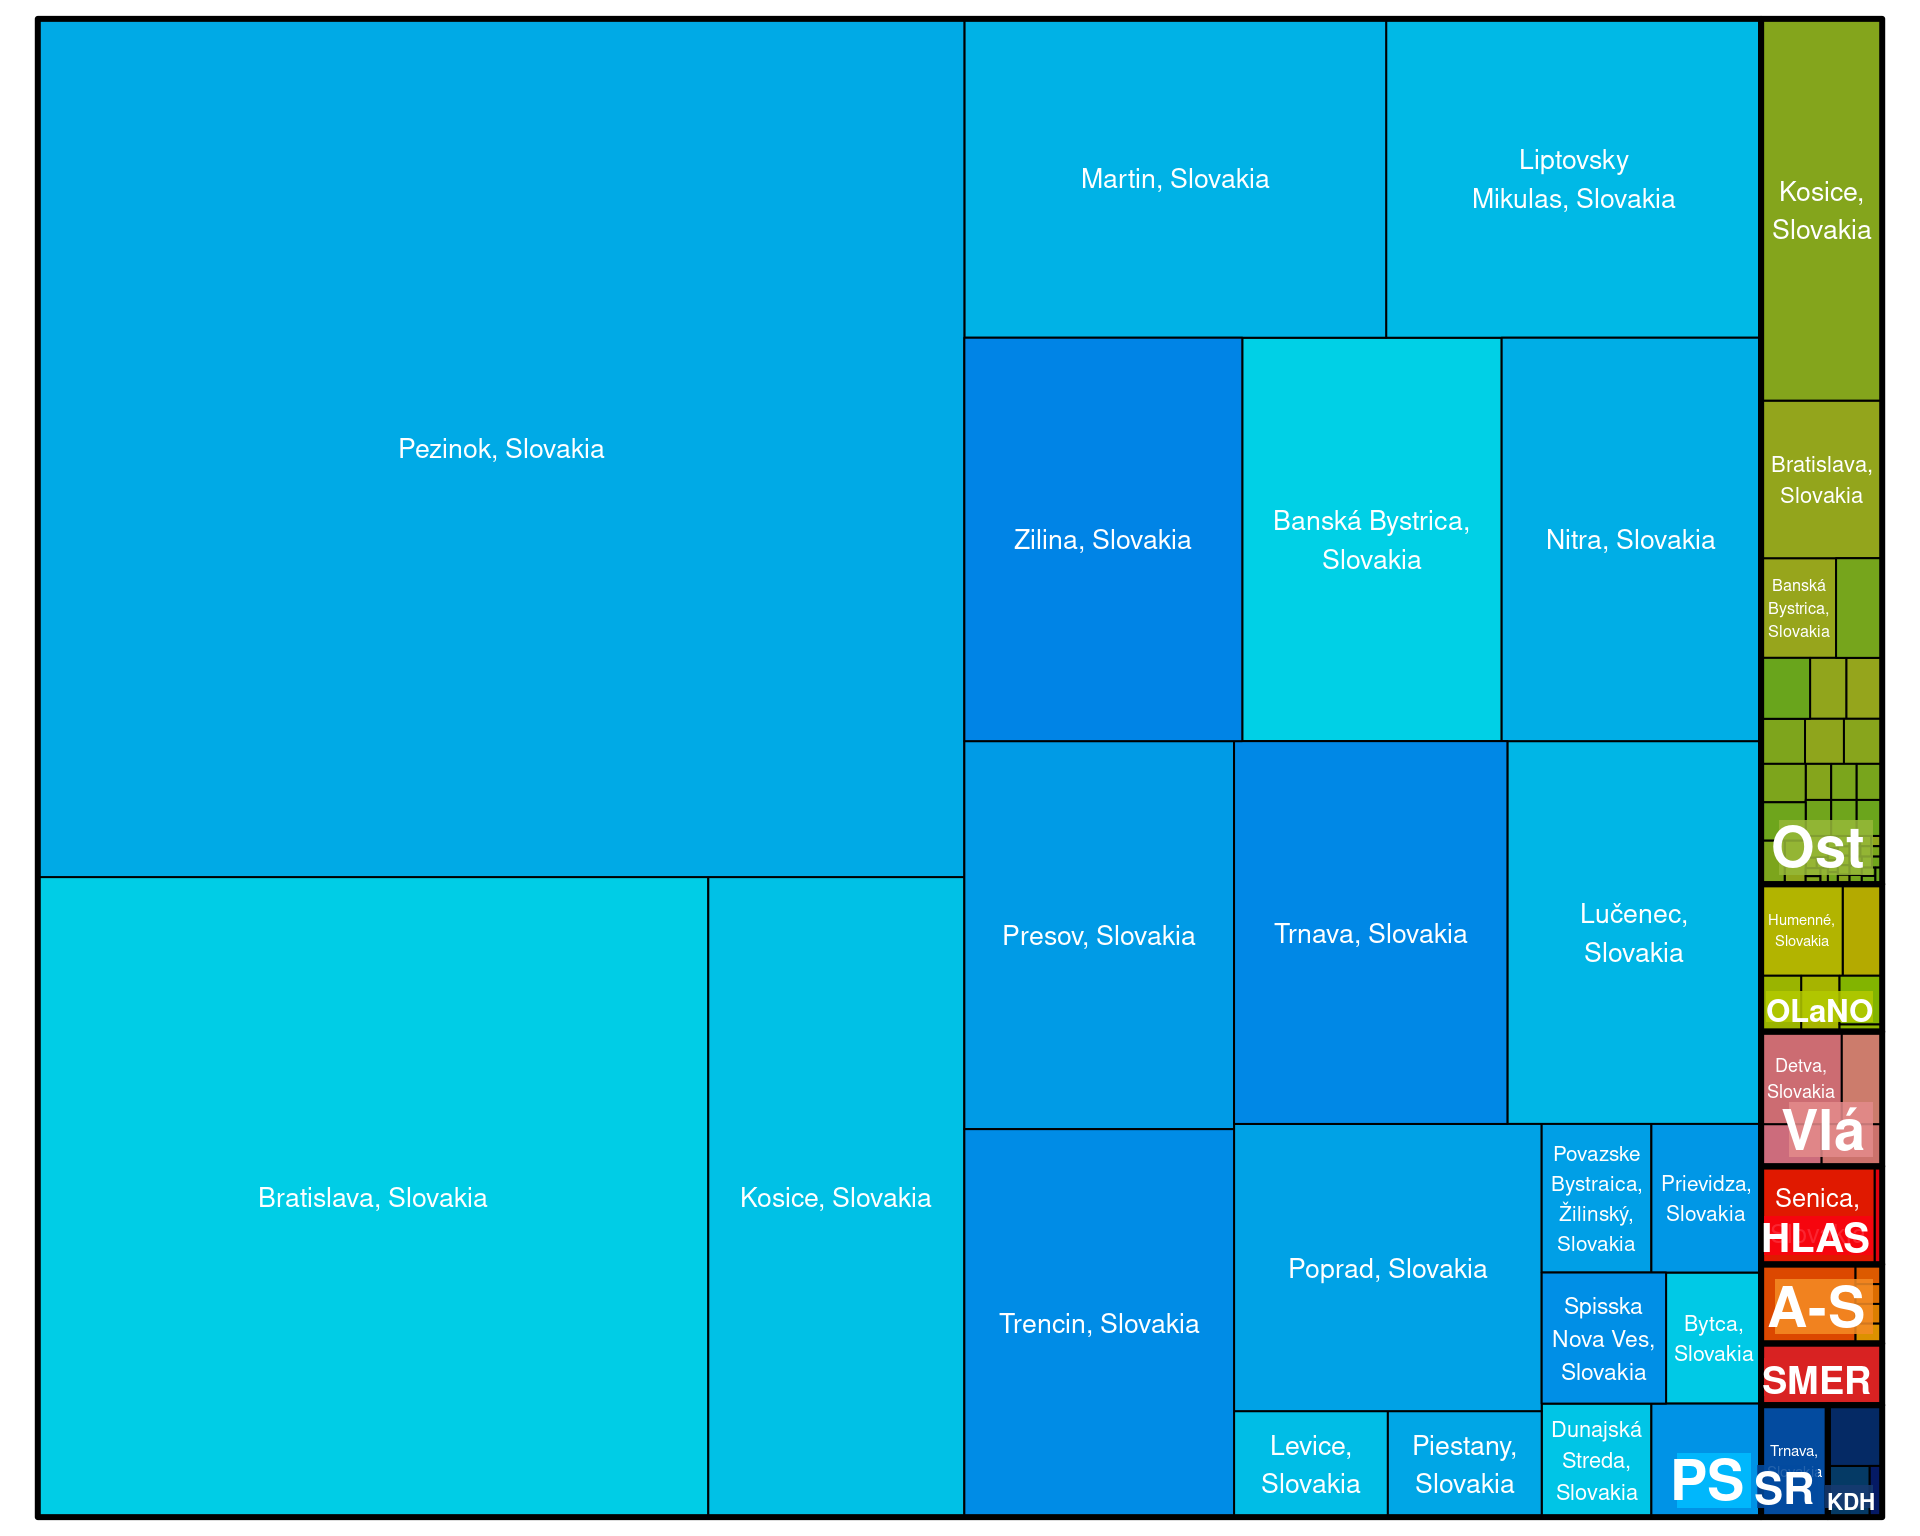 Pezinok, Slovakia
Martin, Slovakia
Liptovsky
Mikulas, Slovakia
Zilina, Slovakia
Banská Bystrica,
Slovakia
Nitra, Slovakia
Presov, Slovakia
Trnava, Slovakia
Lučenec,
Slovakia
Bratislava, Slovakia
Kosice, Slovakia
Trencin, Slovakia
Poprad, Slovakia
Povazske
Bystraica,
Žilinský,
Slovakia
Prievidza,
Slovakia
Spisska
Nova Ves,
Slovakia
Bytca,
Slovakia
Levice,
Slovakia
Piestany,
Slovakia
Dunajská
Streda,
Slovakia
PS
Kosice,
Slovakia
Bratislava,
Slovakia
Banská
Bystrica,
Slovakia
Ost
Humenné,
Slovakia
OLaNO
Detva,
Slovakia
Vlá
Senica,
HLAS
A-S
SMER
Trnava,
SR
KDH